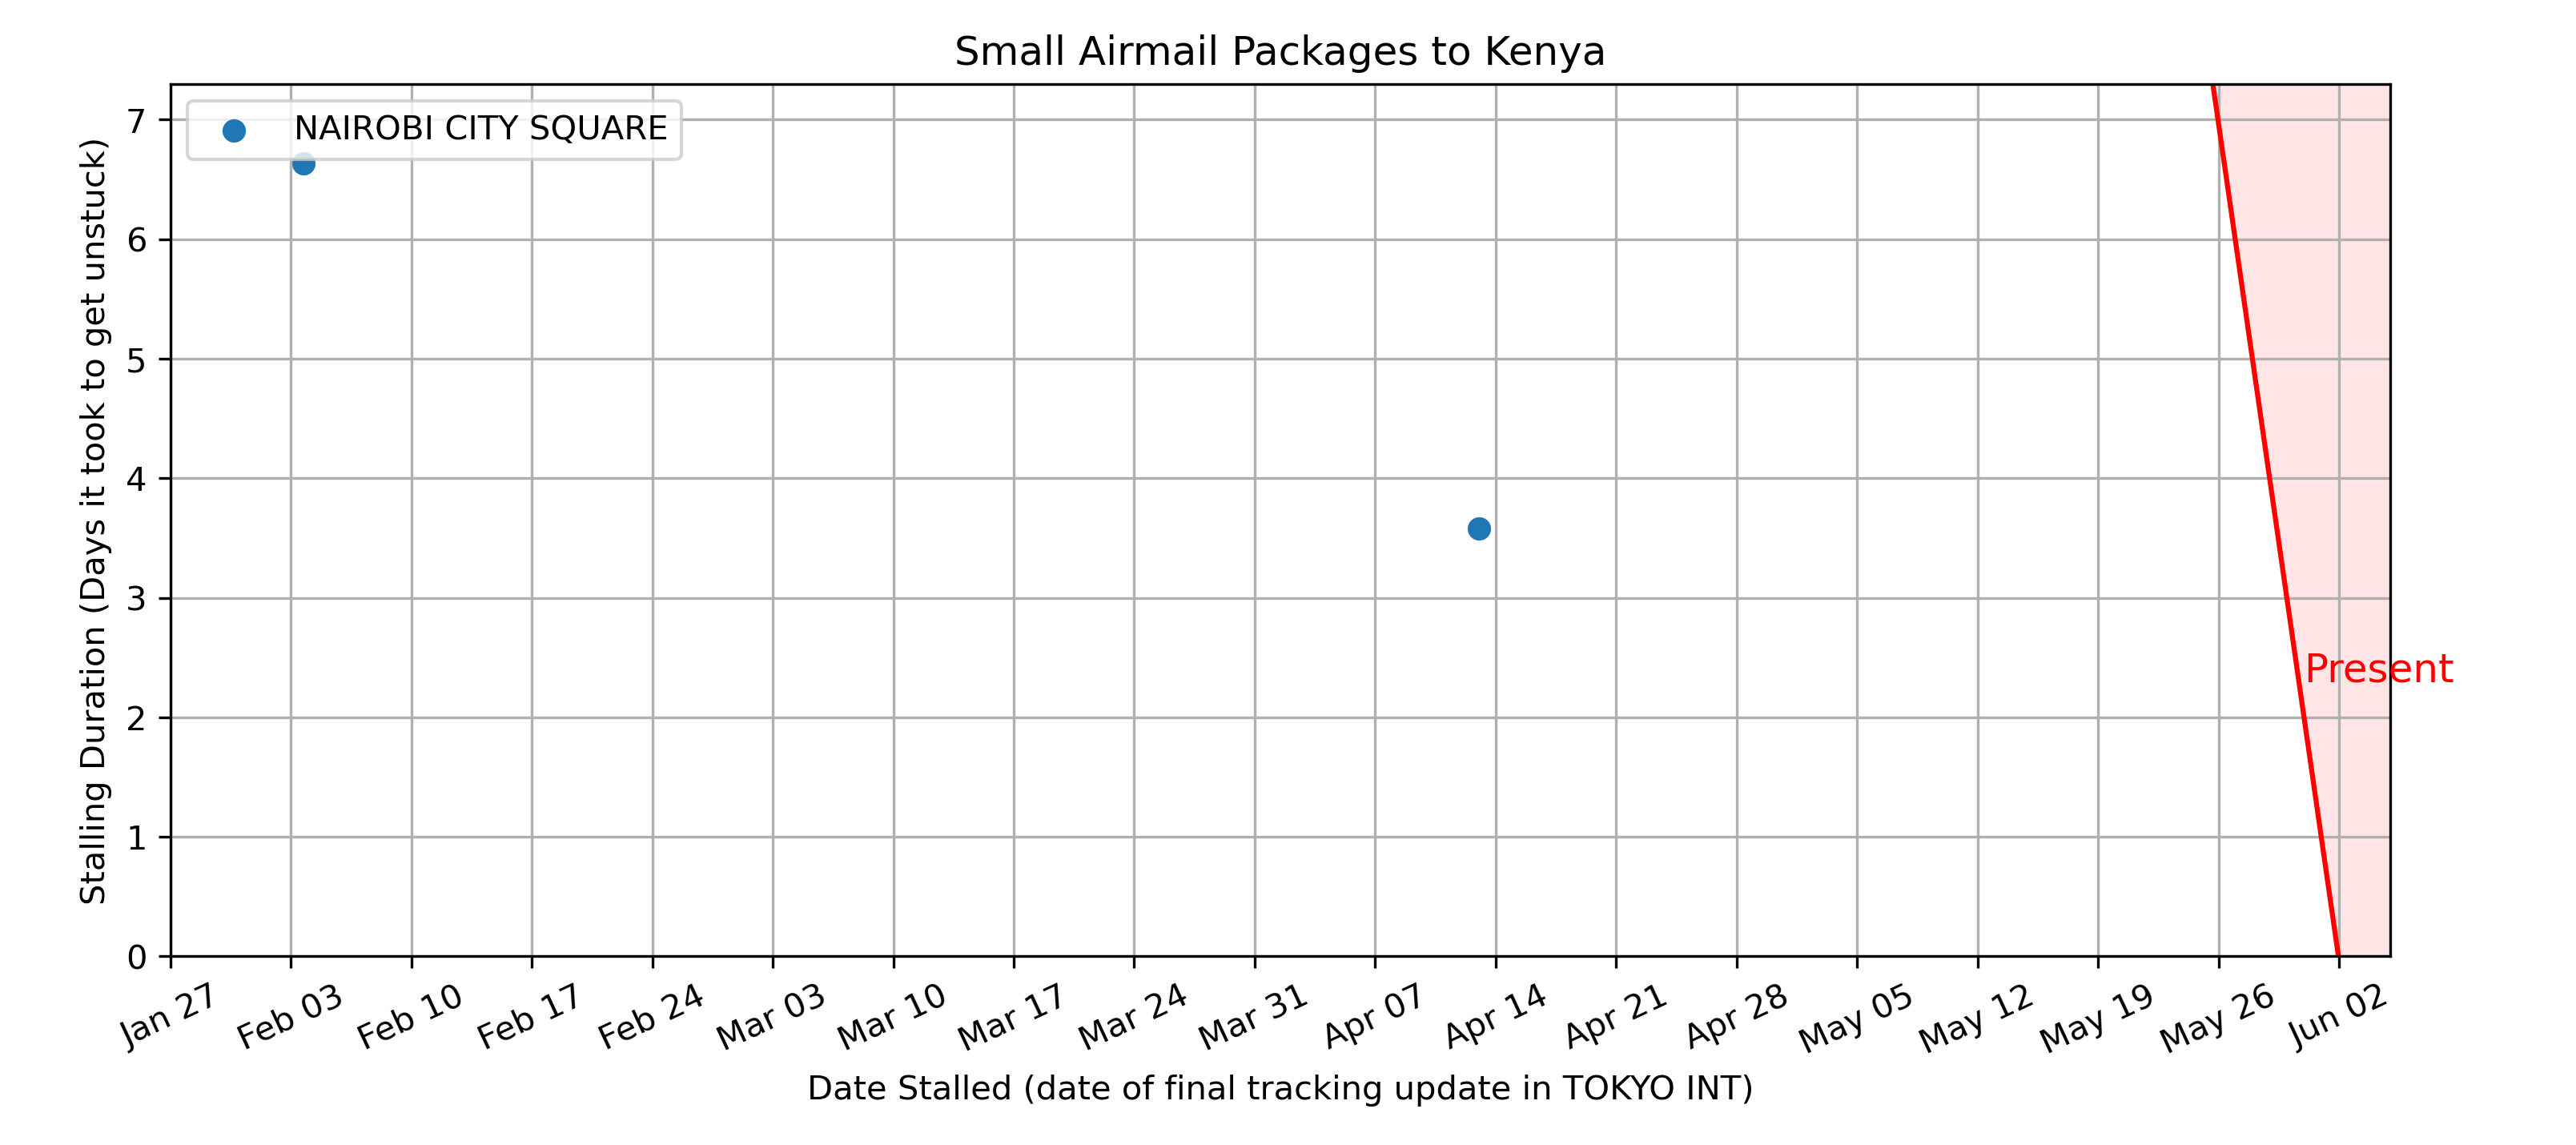 Small Airmail Packages to Kenya
NAIROBI CITY SQUARE
Stalling Duration (Days it took to get unstuck)
7
6
5
4
3
2
1
0
Present
Jan 27
Feb 03
Feb 10
Feb 17
Feb 24
Mar 03
Mar 10
Mar 17
Mar 24
Mar 31
Apr 07
Apr 14
Apr 21
Apr 28
May 05
May 12
May 19
May 26
Jun 02
Date Stalled (date of final tracking update in TOKYO INT)